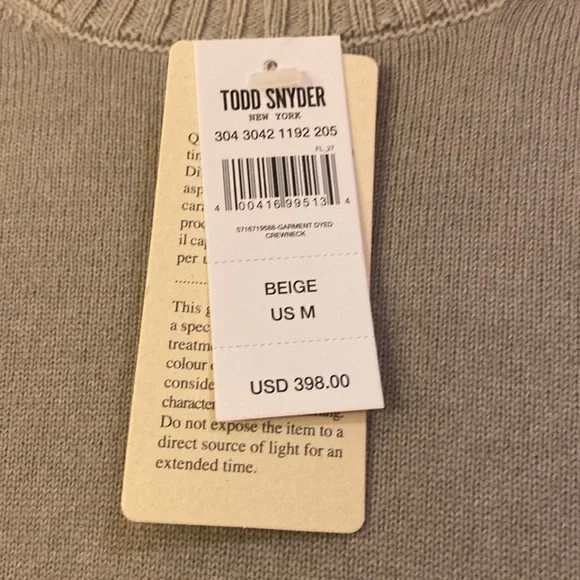 TODD SNYDER
NEW YORK
304 3042 1192 205
FL_27
4 00416 99513 4
5716719588-GARMENT DYED
CREWNECK
BEIGE
US M
USD 398.00
per
This
a spec
treatm
colour
conside
character
Do not expose the item to a
direct source of light for an
extended time.